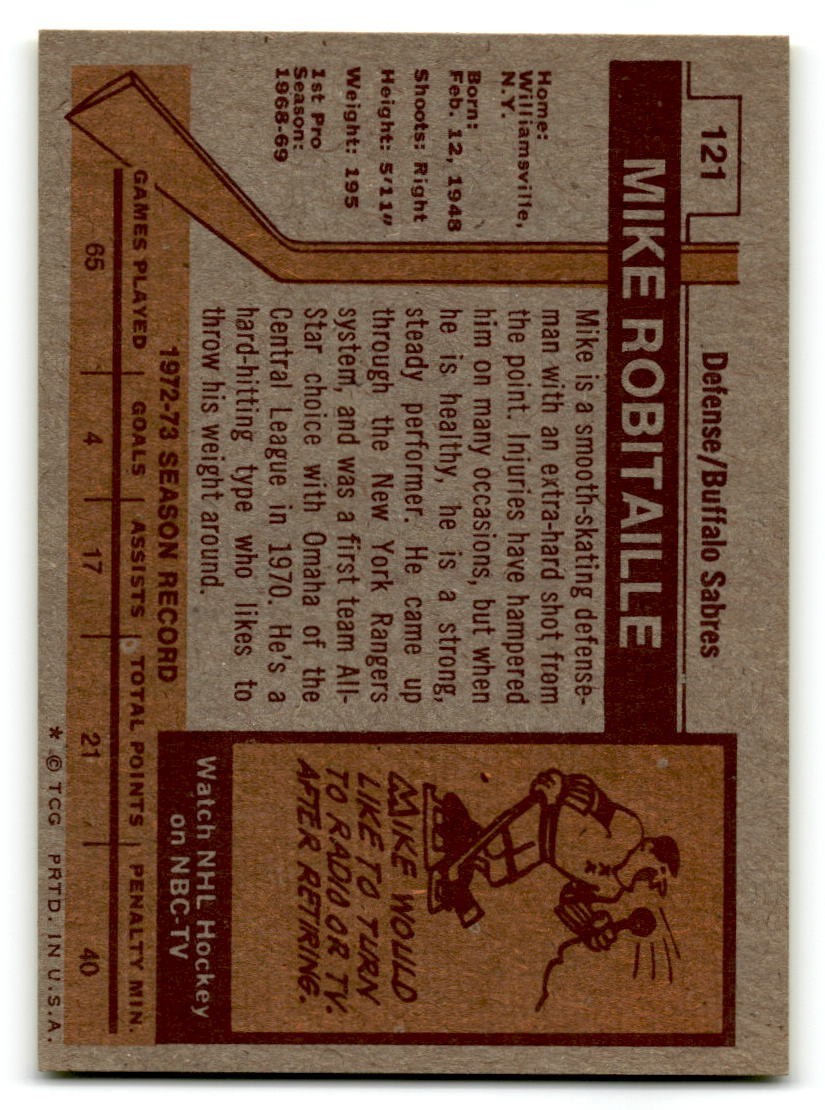 121
Defense/Buffalo Sabres
MIKE ROBITAILLE
Home:
Williamsville,
N.Y.
Born:
Feb. 12, 1948
Shoots: Right
Height: 5'11"
Weight: 195
1st Pro
Season:
1968-69
Mike is a smooth-skating defense-
man with an extra-hard shot from
the point. Injuries have hampered
him on many occasions, but when
he is healthy, he is a strong,
steady performer. He came up
through the New York Rangers
system, and was a first team All-
Star choice with Omaha of the
Central League in 1970. He's a
hard-hitting type who likes to
throw his weight around.
MIKE WOULD
LIKE TO TURN
TO RADIO OR TV.
AFTER RETIRING.
Watch NHL Hockey
on NBC-TV
1972-73 SEASON RECORD
GAMES PLAYED GOALS ASSISTS TOTAL POINTS PENALTY MIN.
65 4 17 21 40
* © TCG PRTD. IN U.S.A.